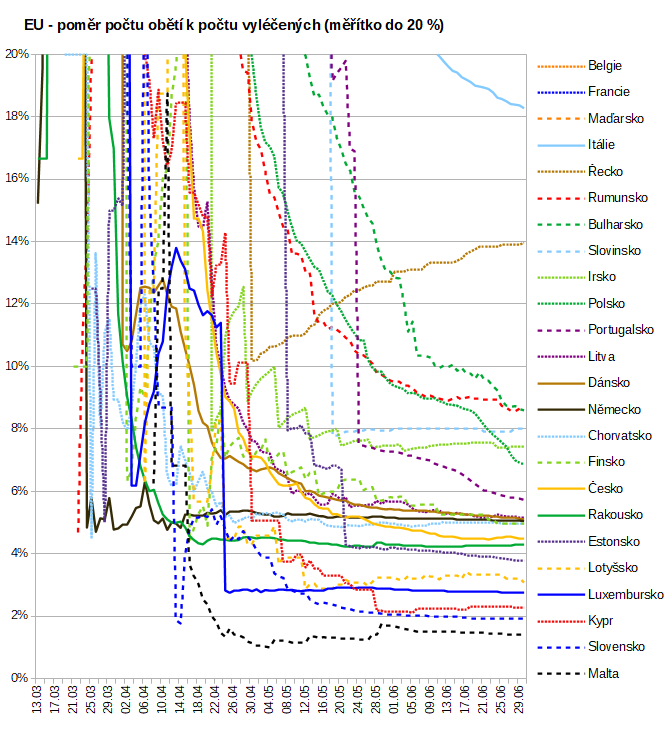 EU - poměr počtu obětí k počtu vyléčených (měřítko do 20 %)
20%
18%
16%
14%
12%
10%
8%
6%
4%
2%
0%
13.03
17.03
21.03
25.03
29.03
02.04
06.04
10.04
14.04
18.04
22.04
26.04
30.04
04.05
08.05
12.05
16.05
20.05
24.05
28.05
01.06
05.06
09.06
13.06
17.06
21.06
25.06
29.06
Belgie
Francie
Maďarsko
Itálie
Řecko
Rumunsko
Bulharsko
Slovinsko
Irsko
Polsko
Portugalsko
Litva
Dánsko
Německo
Chorvatsko
Finsko
Česko
Rakousko
Estonsko
Lotyšsko
Luxembursko
Kypr
Slovensko
Malta